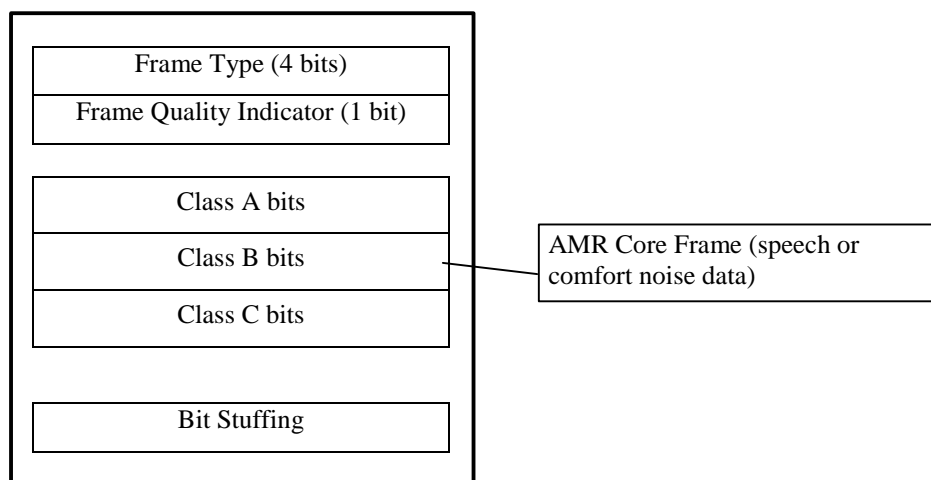 Frame Type (4 bits)
Frame Quality Indicator (1 bit)
Class A bits
Class B bits
Class C bits
AMR Core Frame (speech or
comfort noise data)
Bit Stuffing